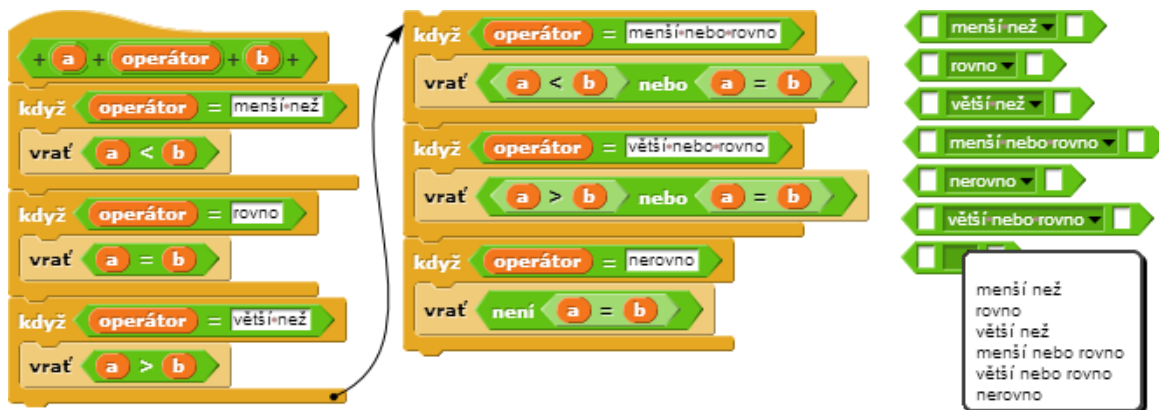 + a + operátor + b +
když operátor = menší než
vrať a < b
když operátor = rovno
vrať a = b
když operátor = větší než
vrať a > b
když operátor = menší nebo rovno
vrať a < b nebo a = b
když operátor = větší nebo rovno
vrať a > b nebo a = b
když operátor = nerovno
vrať není a = b
menší než
rovno
větší než
menší nebo rovno
nerovno
větší nebo rovno
menší než
rovno
větší než
menší nebo rovno
větší nebo rovno
nerovno